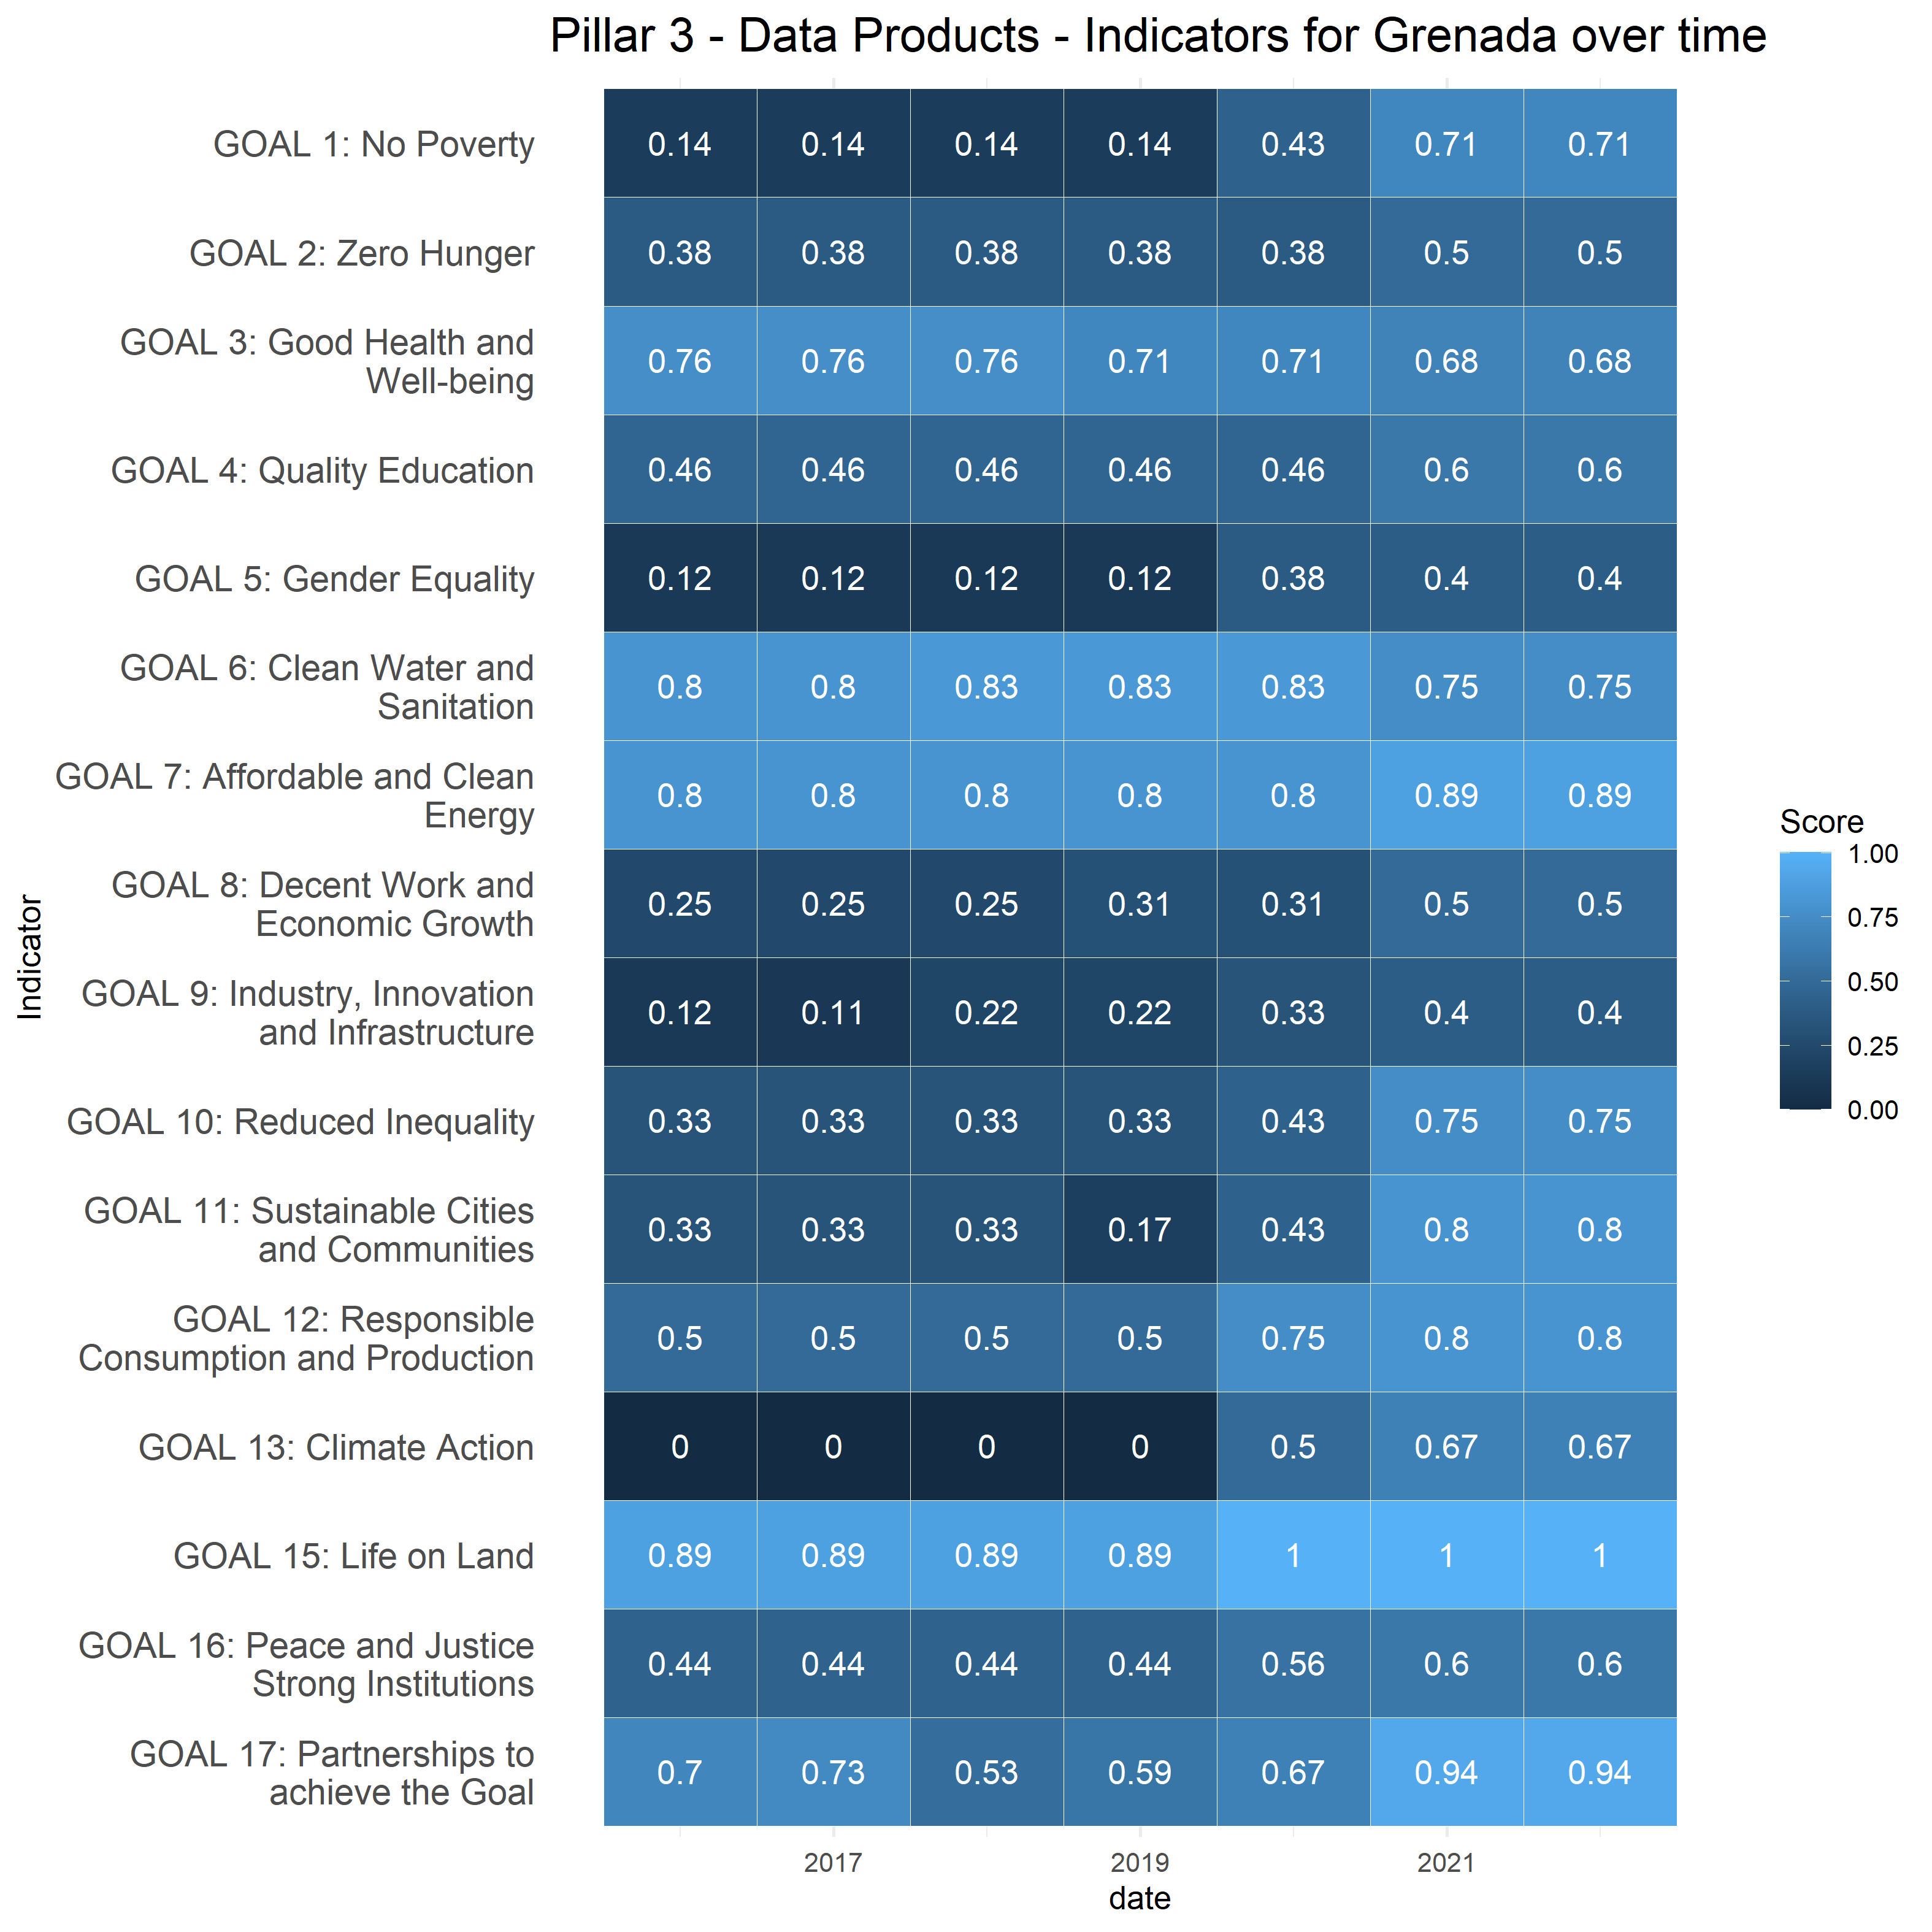 Pillar 3 - Data Products - Indicators for Grenada over time
GOAL 1: No Poverty
0.14 0.14 0.14 0.14 0.43 0.71 0.71
GOAL 2: Zero Hunger
0.38 0.38 0.38 0.38 0.38 0.5 0.5
GOAL 3: Good Health and
Well-being
0.76 0.76 0.76 0.71 0.71 0.68 0.68
GOAL 4: Quality Education
0.46 0.46 0.46 0.46 0.46 0.6 0.6
GOAL 5: Gender Equality
0.12 0.12 0.12 0.12 0.38 0.4 0.4
GOAL 6: Clean Water and
Sanitation
0.8 0.8 0.83 0.83 0.83 0.75 0.75
GOAL 7: Affordable and Clean
Energy
0.8 0.8 0.8 0.8 0.8 0.89 0.89
GOAL 8: Decent Work and
Economic Growth
0.25 0.25 0.25 0.31 0.31 0.5 0.5
GOAL 9: Industry, Innovation
and Infrastructure
0.12 0.11 0.22 0.22 0.33 0.4 0.4
GOAL 10: Reduced Inequality
0.33 0.33 0.33 0.33 0.43 0.75 0.75
GOAL 11: Sustainable Cities
and Communities
0.33 0.33 0.33 0.17 0.43 0.8 0.8
GOAL 12: Responsible
Consumption and Production
0.5 0.5 0.5 0.5 0.75 0.8 0.8
GOAL 13: Climate Action
0 0 0 0 0.5 0.67 0.67
GOAL 15: Life on Land
0.89 0.89 0.89 0.89 1 1 1
GOAL 16: Peace and Justice
Strong Institutions
0.44 0.44 0.44 0.44 0.56 0.6 0.6
GOAL 17: Partnerships to
achieve the Goal
0.7 0.73 0.53 0.59 0.67 0.94 0.94
2017 2019 2021
date
Indicator
Score
1.00
0.75
0.50
0.25
0.00